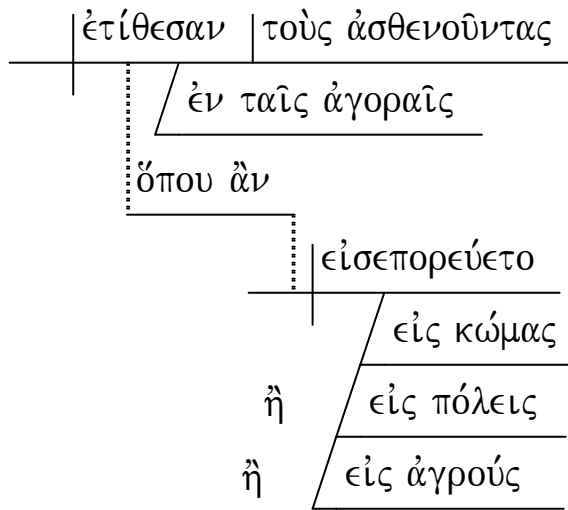 ἐτίθεσαν τοὺς ἀσθενοῦντας
ἐν ταῖς ἀγοραῖς
ὅπου ἂν
εἰσεπορεύετο
εἰς κώμας
ἢ εἰς πόλεις
ἢ εἰς ἀγρούς